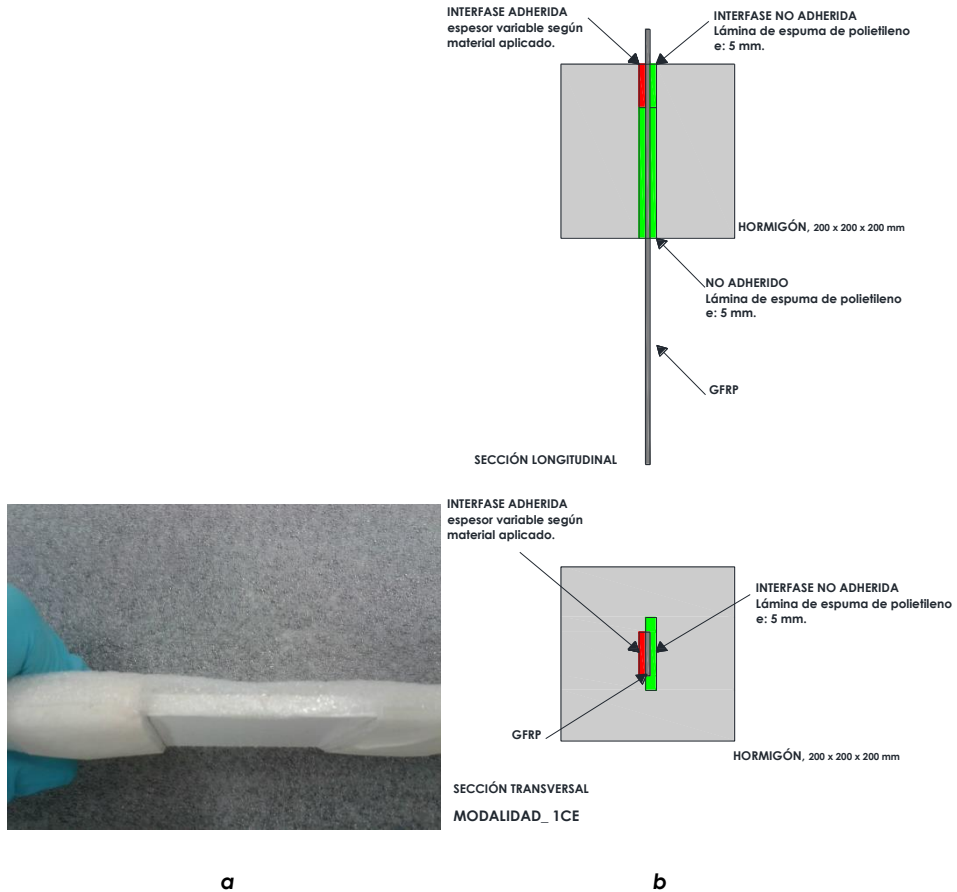 INTERFASE ADHERIDA
espesor variable según
material aplicado.
INTERFASE NO ADHERIDA
Lámina de espuma de polietileno
e: 5 mm.
HORMIGÓN, 200 x 200 x 200 mm
NO ADHERIDO
Lámina de espuma de polietileno
e: 5 mm.
GFRP
SECCIÓN LONGITUDINAL
INTERFASE ADHERIDA
espesor variable según
material aplicado.
INTERFASE NO ADHERIDA
Lámina de espuma de polietileno
e: 5 mm.
GFRP
HORMIGÓN, 200 x 200 x 200 mm
SECCIÓN TRANSVERSAL
MODALIDAD_ 1CE
a
b